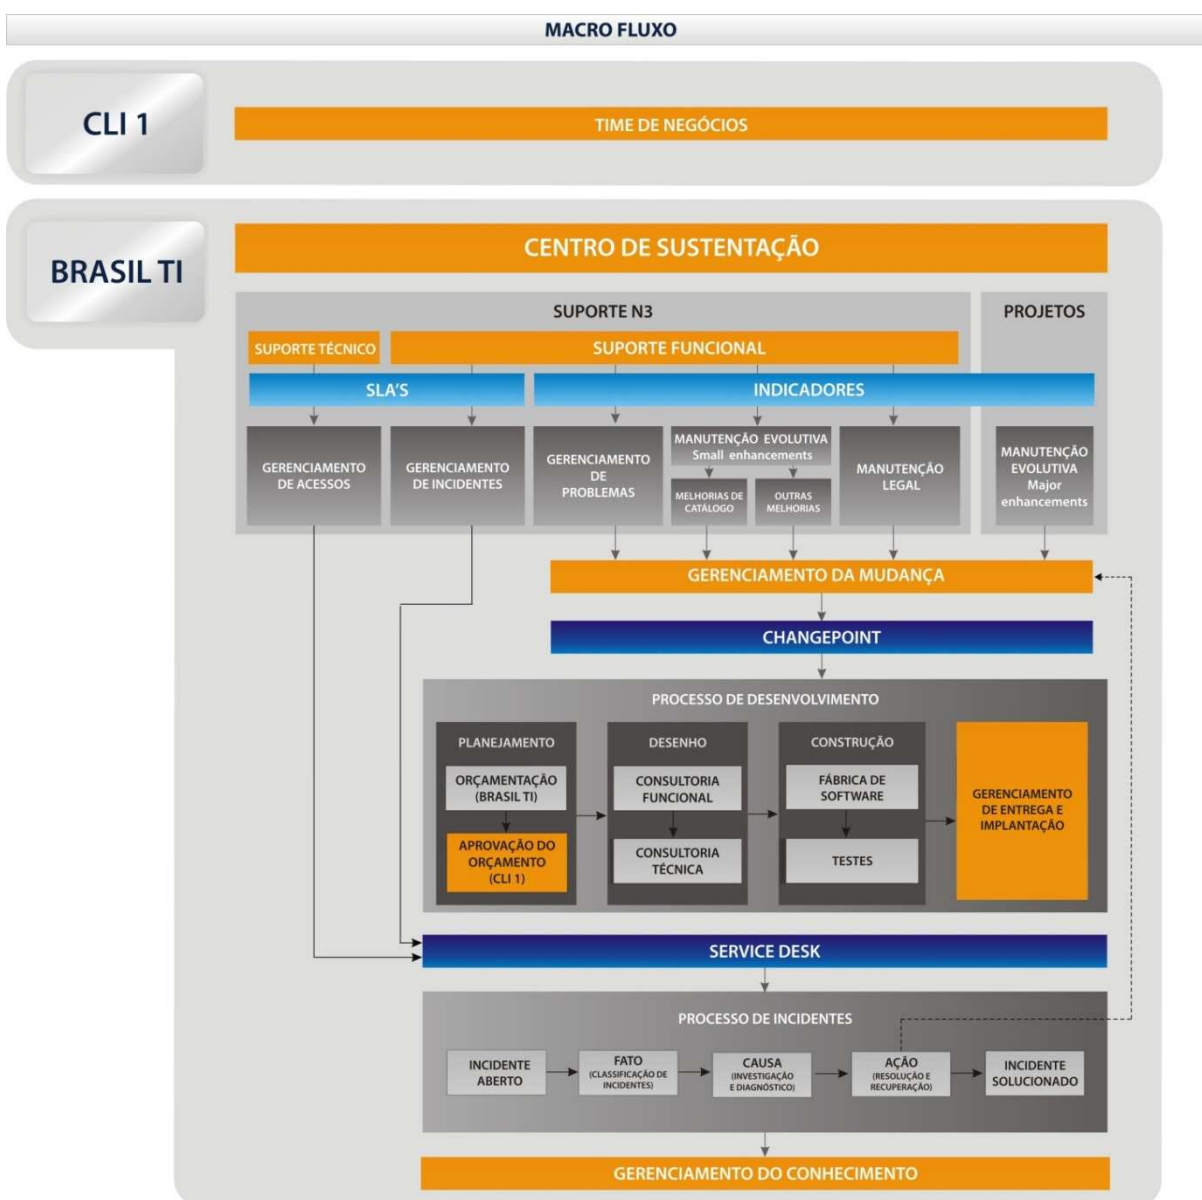 MACRO FLUXO
CLI 1
TIME DE NEGÓCIOS
BRASIL TI
CENTRO DE SUSTENTAÇÃO
SUPORTE N3
PROJETOS
SUPORTE TÉCNICO
SUPORTE FUNCIONAL
SLA'S
INDICADORES
GERENCIAMENTO
DE ACESSOS
GERENCIAMENTO
DE INCIDENTES
GERENCIAMENTO
DE
PROBLEMAS
MANUTENÇÃO EVOLUTIVA
Small enhancements
MELHORIAS DE
CATÁLOGO
OUTRAS
MELHORIAS
MANUTENÇÃO
LEGAL
MANUTENÇÃO
EVOLUTIVA
Major
enhancements
GERENCIAMENTO DA MUDANÇA
CHANGEPOINT
PROCESSO DE DESENVOLVIMENTO
PLANEJAMENTO
ORÇAMENTAÇÃO
(BRASIL TI)
APROVAÇÃO DO
ORÇAMENTO
(CLI 1)
DESENHO
CONSULTORIA
FUNCIONAL
CONSULTORIA
TÉCNICA
CONSTRUÇÃO
FÁBRICA DE
SOFTWARE
TESTES
GERENCIAMENTO
DE ENTREGA E
IMPLANTAÇÃO
SERVICE DESK
PROCESSO DE INCIDENTES
INCIDENTE
ABERTO
FATO
(CLASSIFICAÇÃO DE
INCIDENTES)
CAUSA
(INVESTIGAÇÃO
E DIAGNÓSTICO)
AÇÃO
(RESOLUÇÃO E
RECUPERAÇÃO)
INCIDENTE
SOLUCIONADO
GERENCIAMENTO DO CONHECIMENTO